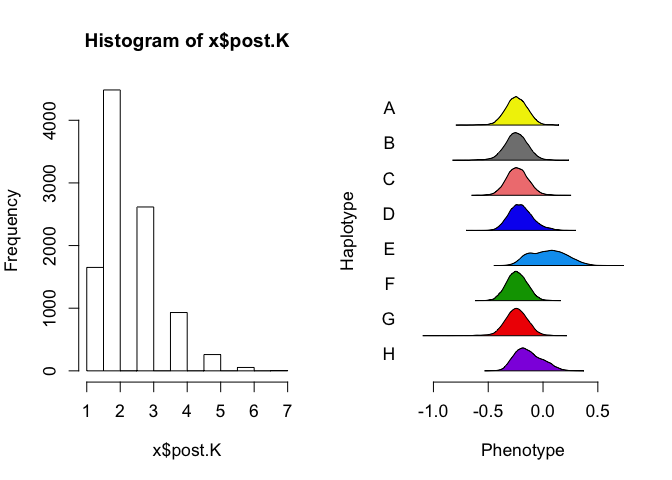 Histogram of x$post.K
Frequency
0
1000
2000
3000
4000
1 2 3 4 5 6 7
x$post.K
Haplotype
A
B
C
D
E
F
G
H
-1.0 -0.5 0.0 0.5
Phenotype